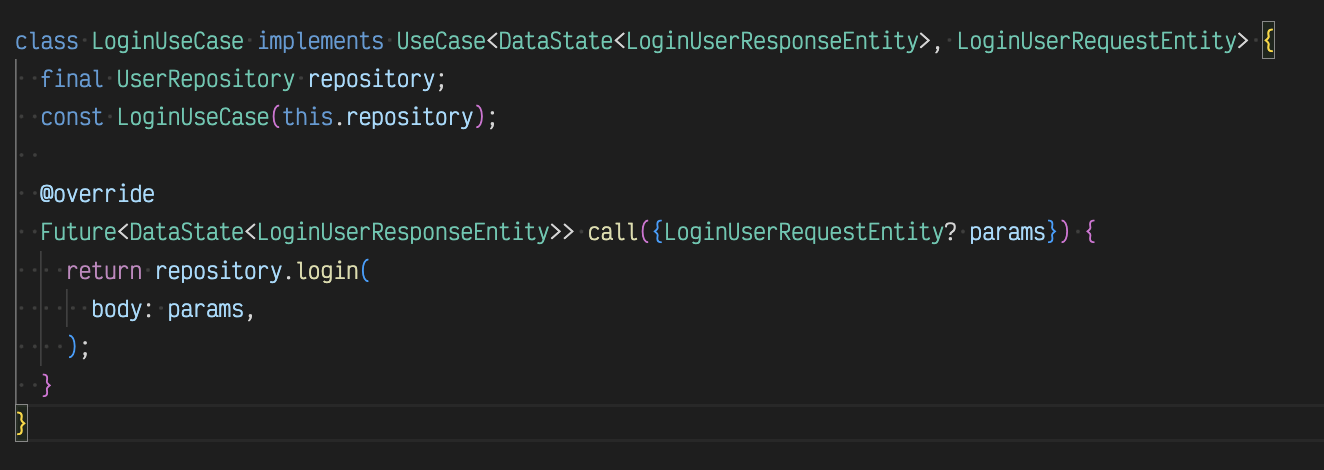 class LoginUseCase implements UseCase<DataState<LoginUserResponseEntity>, LoginUserRequestEntity> {
  final UserRepository repository;
  const LoginUseCase(this.repository);

  @override
  Future<DataState<LoginUserResponseEntity>> call({LoginUserRequestEntity? params}) {
    return repository.login(
      body: params,
    );
  }
}